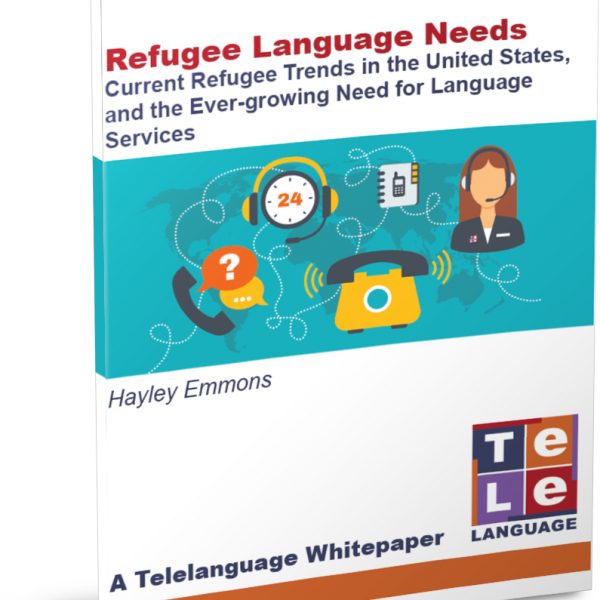 Refugee Language Needs
Current Refugee Trends in the United States,
and the Ever-growing Need for Language
Services
24
?
Hayley Emmons
Te
Le
LANGUAGE
A Telelanguage Whitepaper